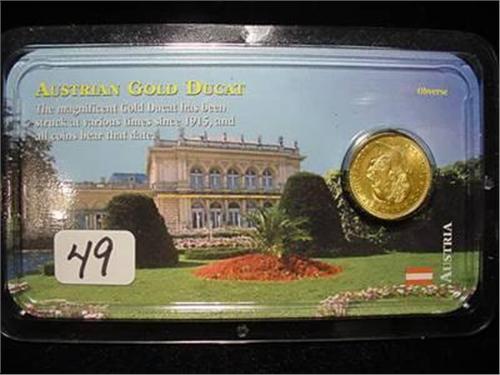 AUSTRIAN GOLD DUCAT
Obverse
The magnificent Gold Ducat has been
struck at various times since 1915, and
all coins bear that date.
49
AUSTRIA